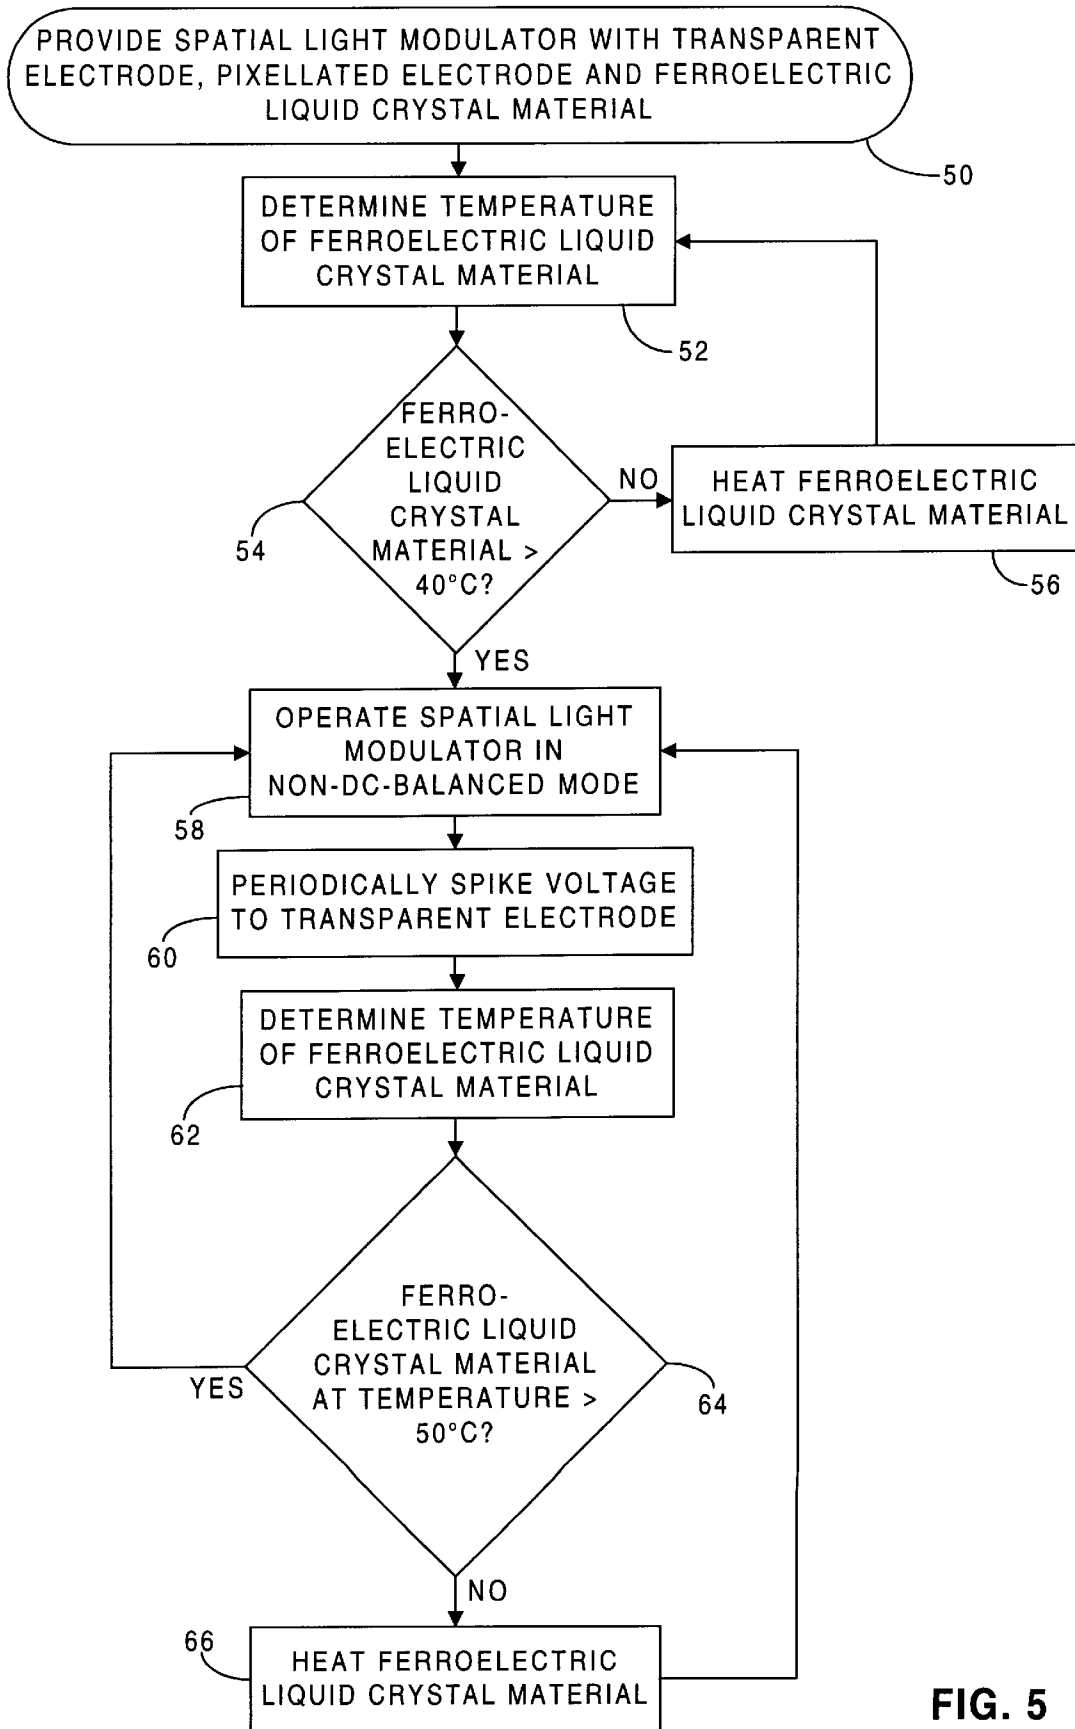 PROVIDE SPATIAL LIGHT MODULATOR WITH TRANSPARENT
ELECTRODE, PIXELLATED ELECTRODE AND FERROELECTRIC
LIQUID CRYSTAL MATERIAL
50
DETERMINE TEMPERATURE
OF FERROELECTRIC LIQUID
CRYSTAL MATERIAL
52
FERRO-
ELECTRIC
LIQUID
CRYSTAL
MATERIAL >
40°C?
54
NO
HEAT FERROELECTRIC
LIQUID CRYSTAL MATERIAL
56
YES
OPERATE SPATIAL LIGHT
MODULATOR IN
NON-DC-BALANCED MODE
58
PERIODICALLY SPIKE VOLTAGE
TO TRANSPARENT ELECTRODE
60
DETERMINE TEMPERATURE
OF FERROELECTRIC LIQUID
CRYSTAL MATERIAL
62
FERRO-
ELECTRIC LIQUID
CRYSTAL MATERIAL
AT TEMPERATURE >
50°C?
YES
64
NO
66
HEAT FERROELECTRIC
LIQUID CRYSTAL MATERIAL
FIG. 5